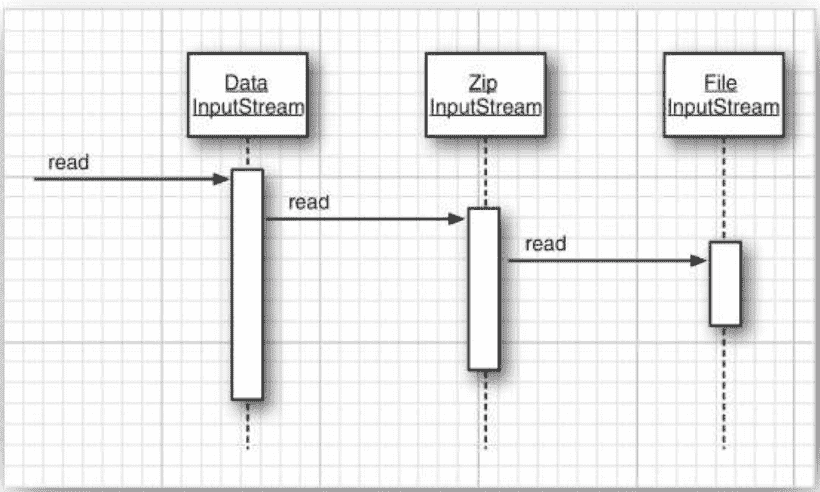 Data
InputStream
Zip
InputStream
File
InputStream
read
read
read